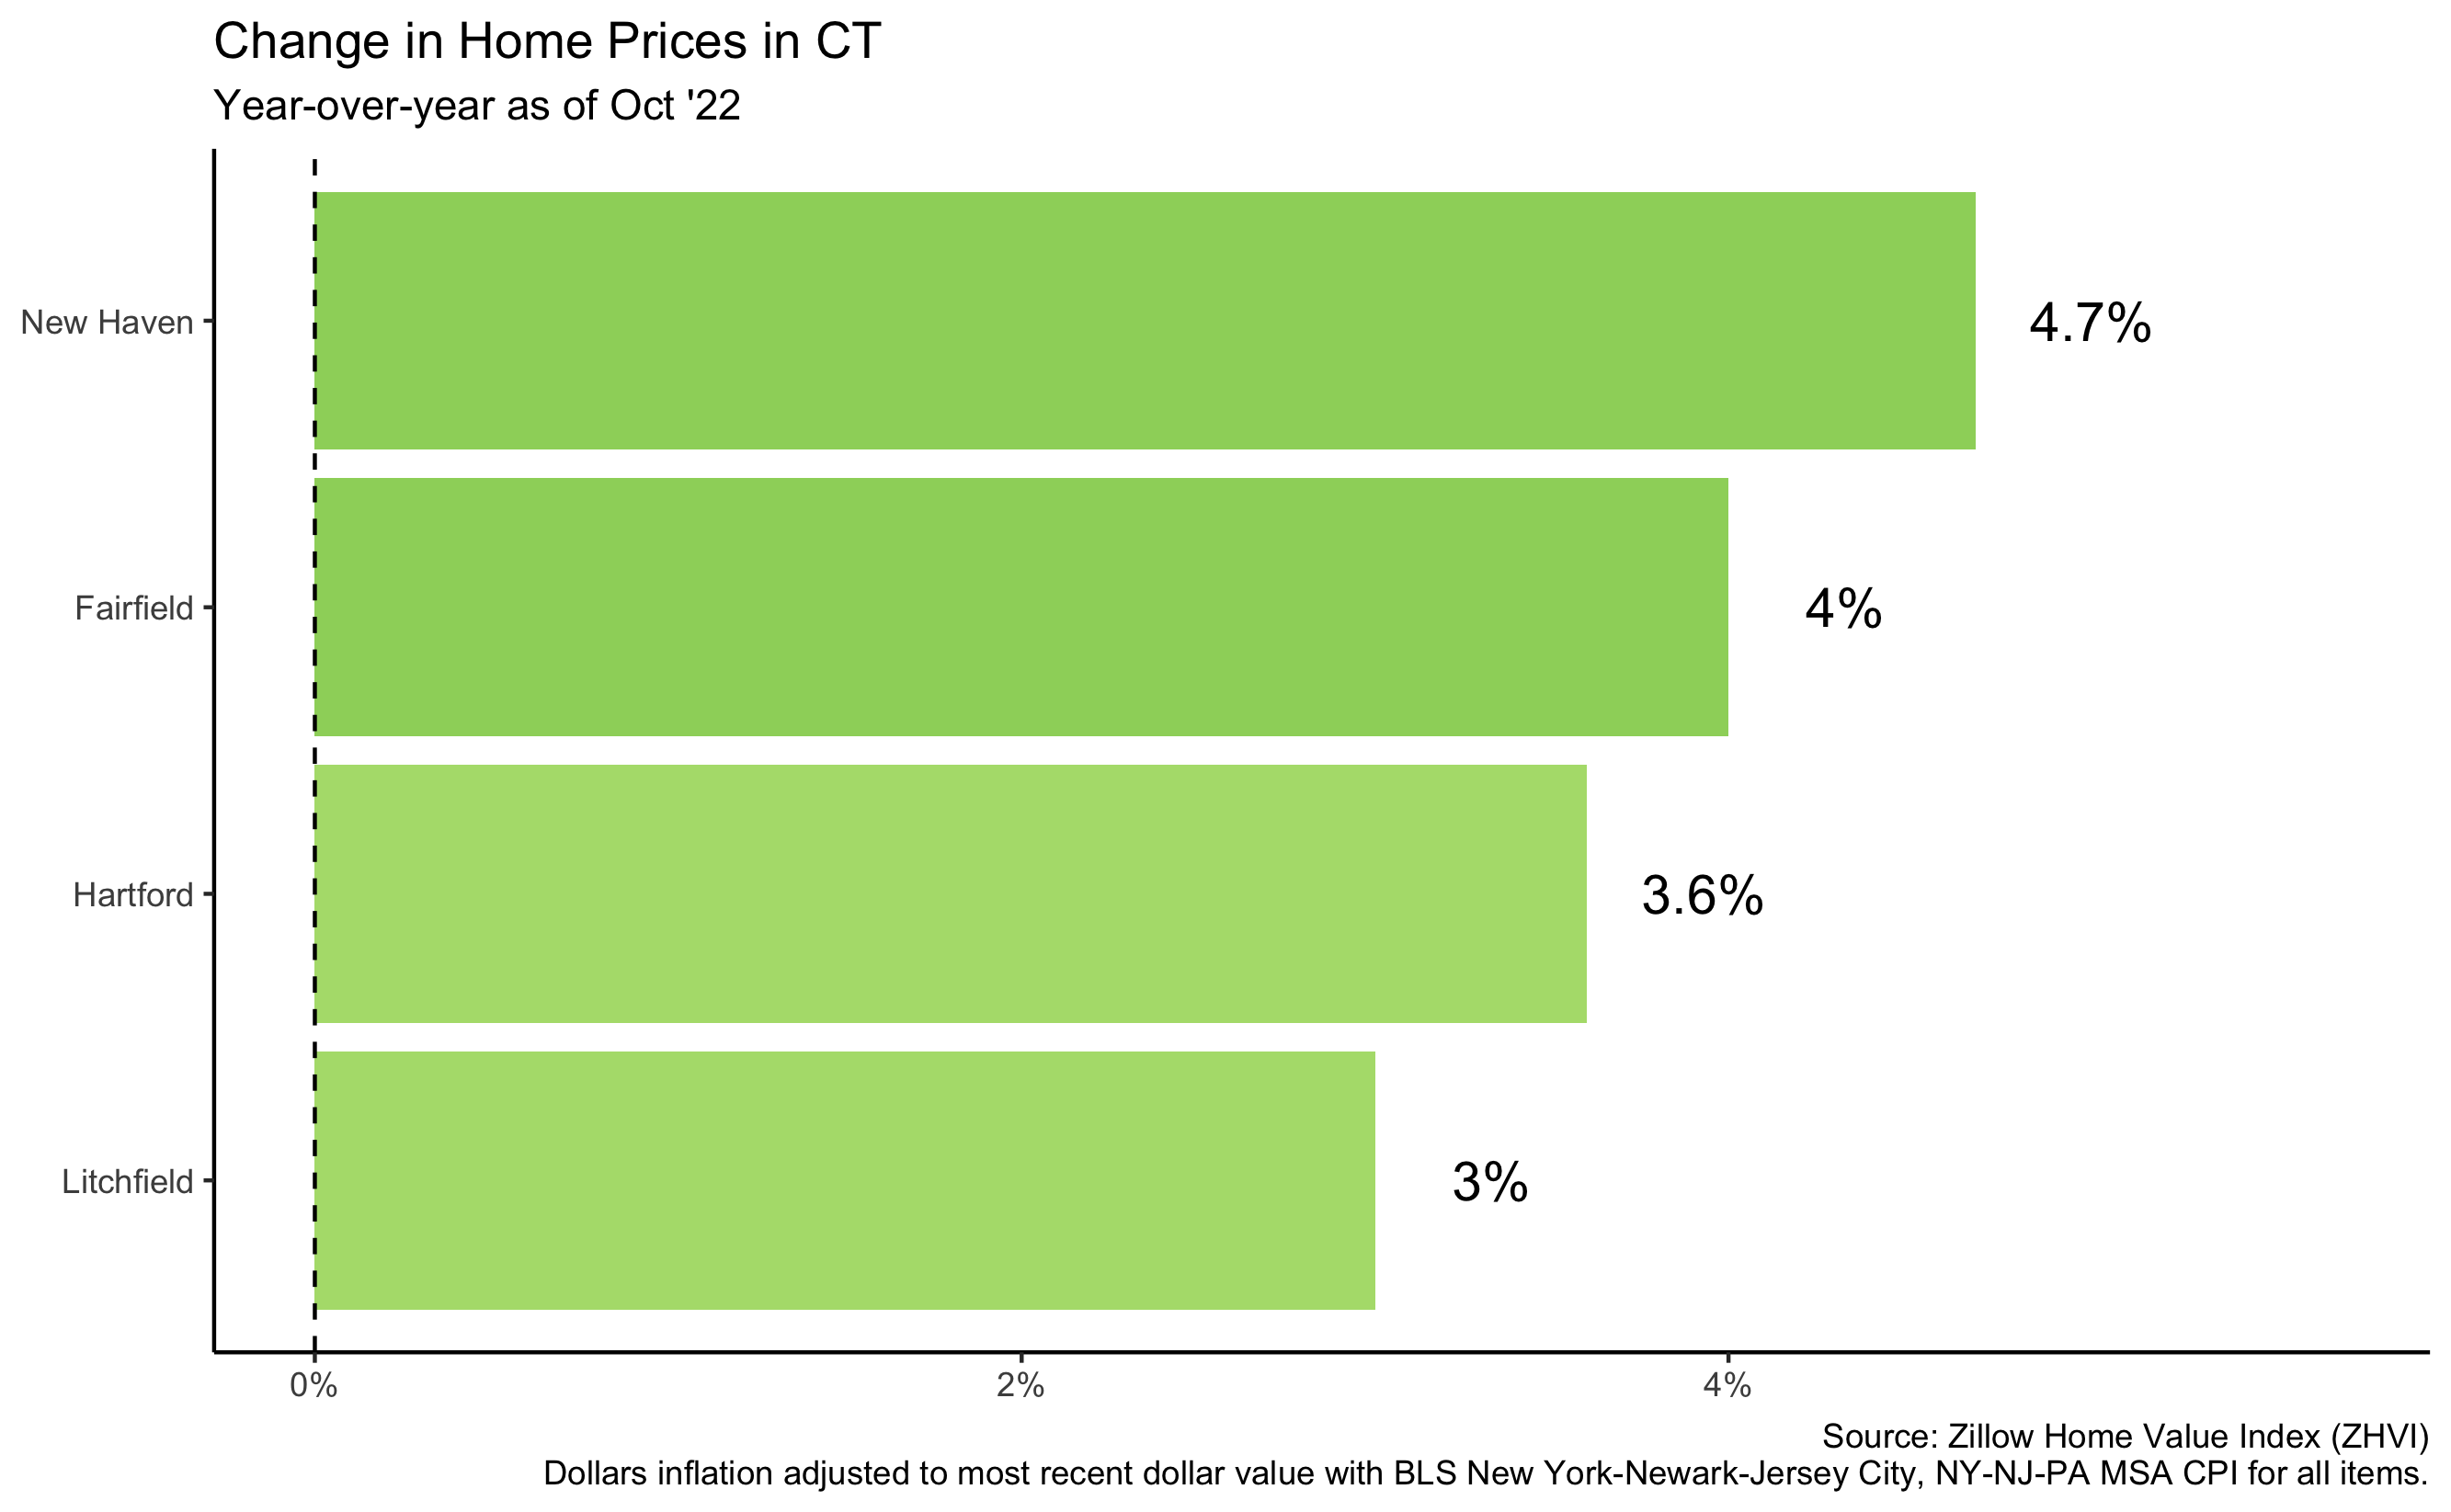 Change in Home Prices in CT
Year-over-year as of Oct '22
New Haven
4.7%
Fairfield
4%
Hartford
3.6%
Litchfield
3%
0%
2%
4%
Source: Zillow Home Value Index (ZHVI)
Dollars inflation adjusted to most recent dollar value with BLS New York-Newark-Jersey City, NY-NJ-PA MSA CPI for all items.